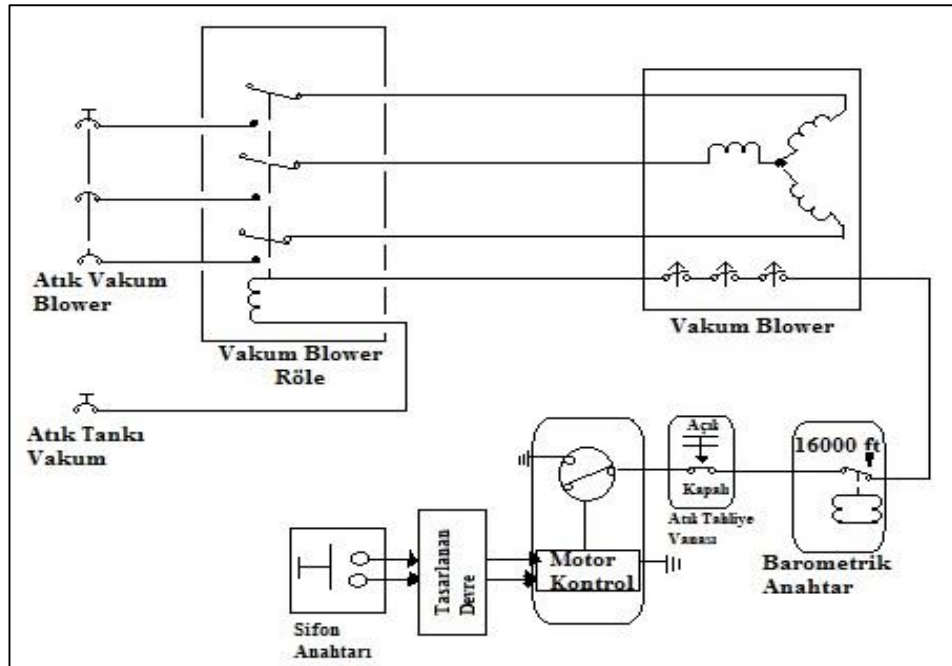 Atık Vakum
Blower
Vakum Blower
Röle
Vakum Blower
Atık Tankı
Vakum
Açık
Kapalı
Atık Tahliye
Vanası
16000 ft
Barometrik
Anahtar
Motor
Kontrol
Tasarlanan
Devre
Sifon
Anahtarı